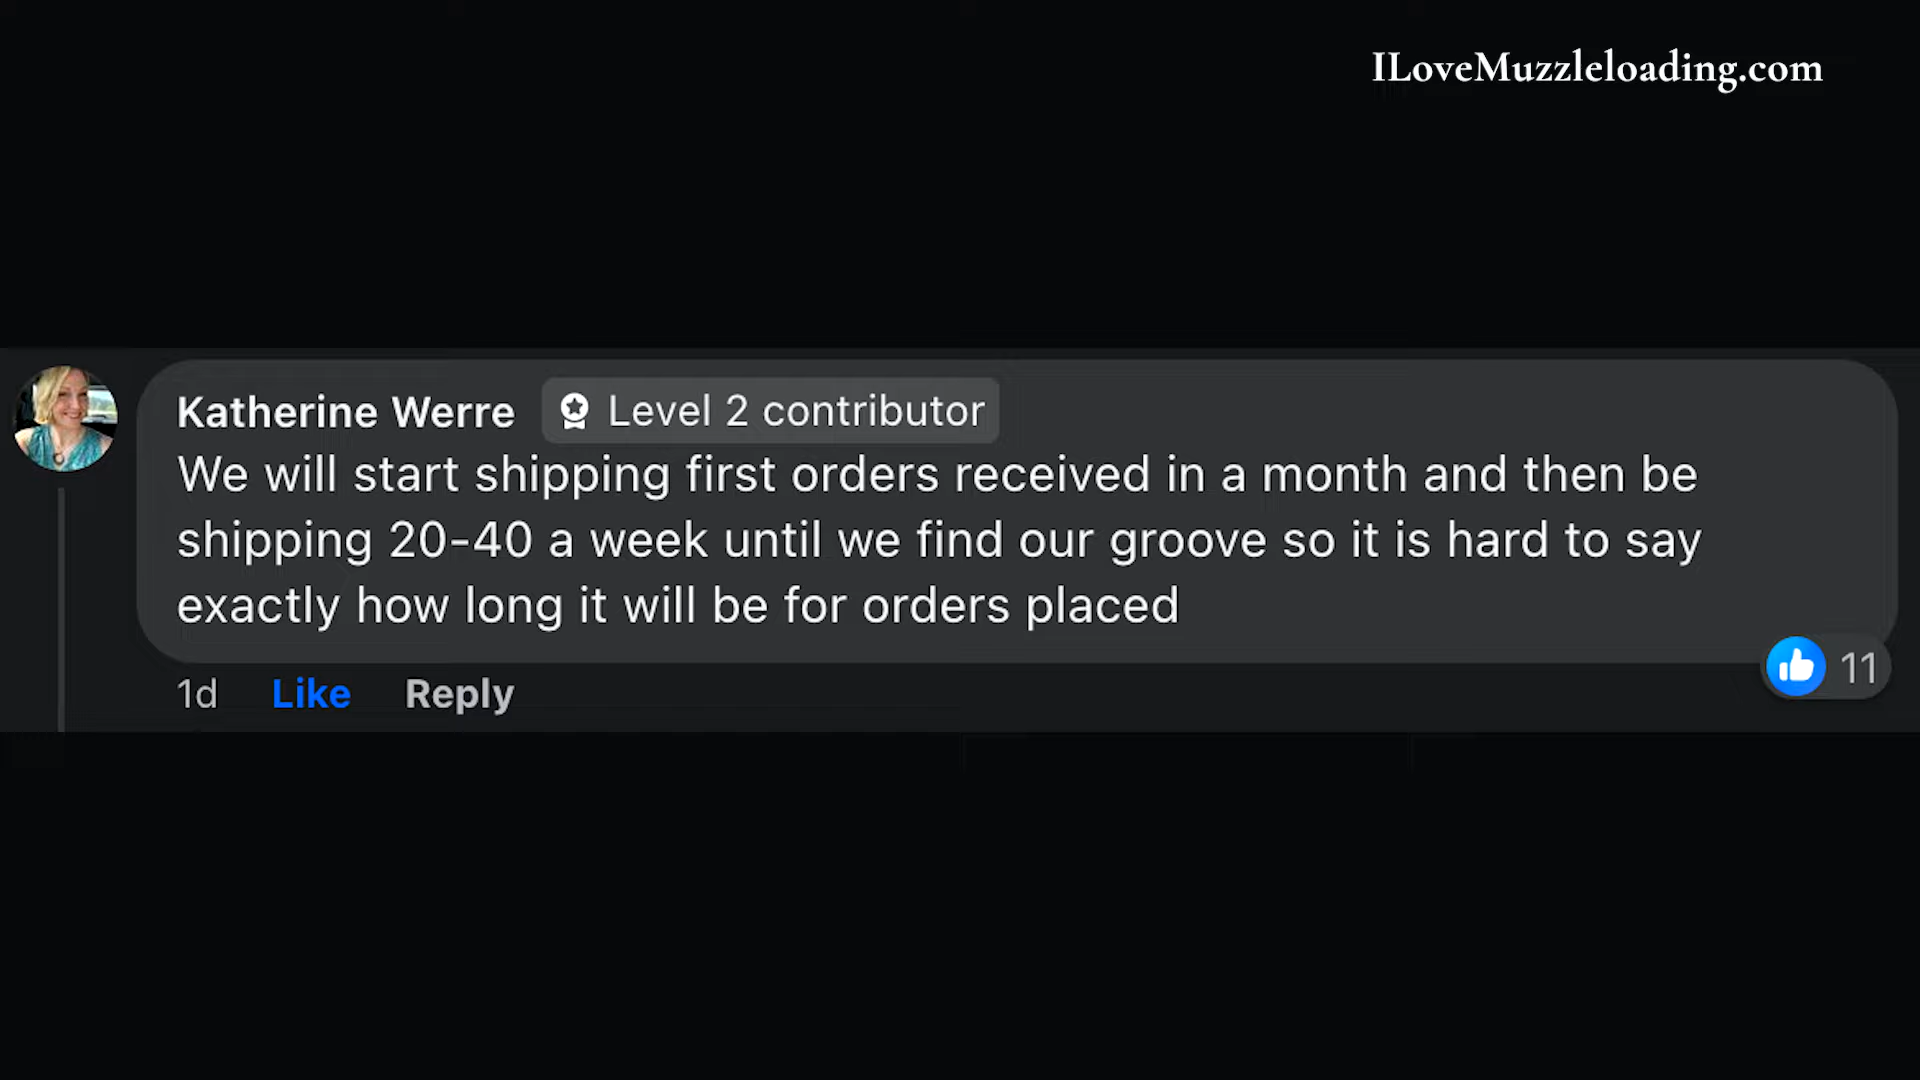 ILoveMuzzleloading.com
Katherine Werre Level 2 contributor
We will start shipping first orders received in a month and then be
shipping 20-40 a week until we find our groove so it is hard to say
exactly how long it will be for orders placed
11
1d Like Reply